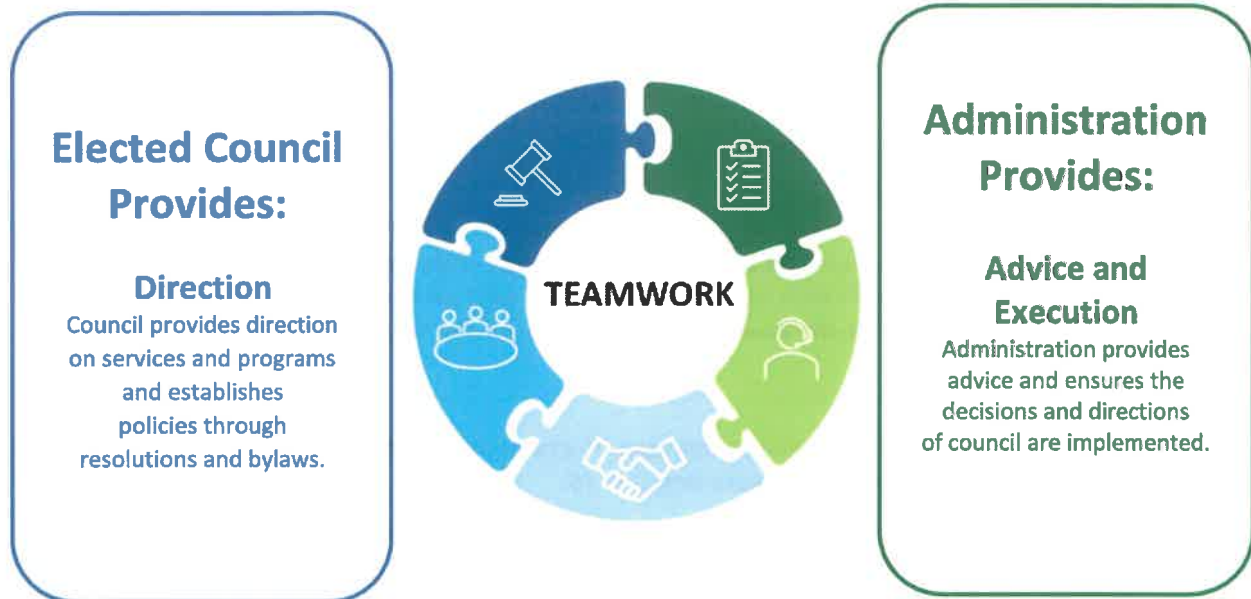 Elected Council
Provides:
Direction
Council provides direction
on services and programs
and establishes
policies through
resolutions and bylaws.
TEAMWORK
Administration
Provides:
Advice and
Execution
Administration provides
advice and ensures the
decisions and directions
of council are implemented.